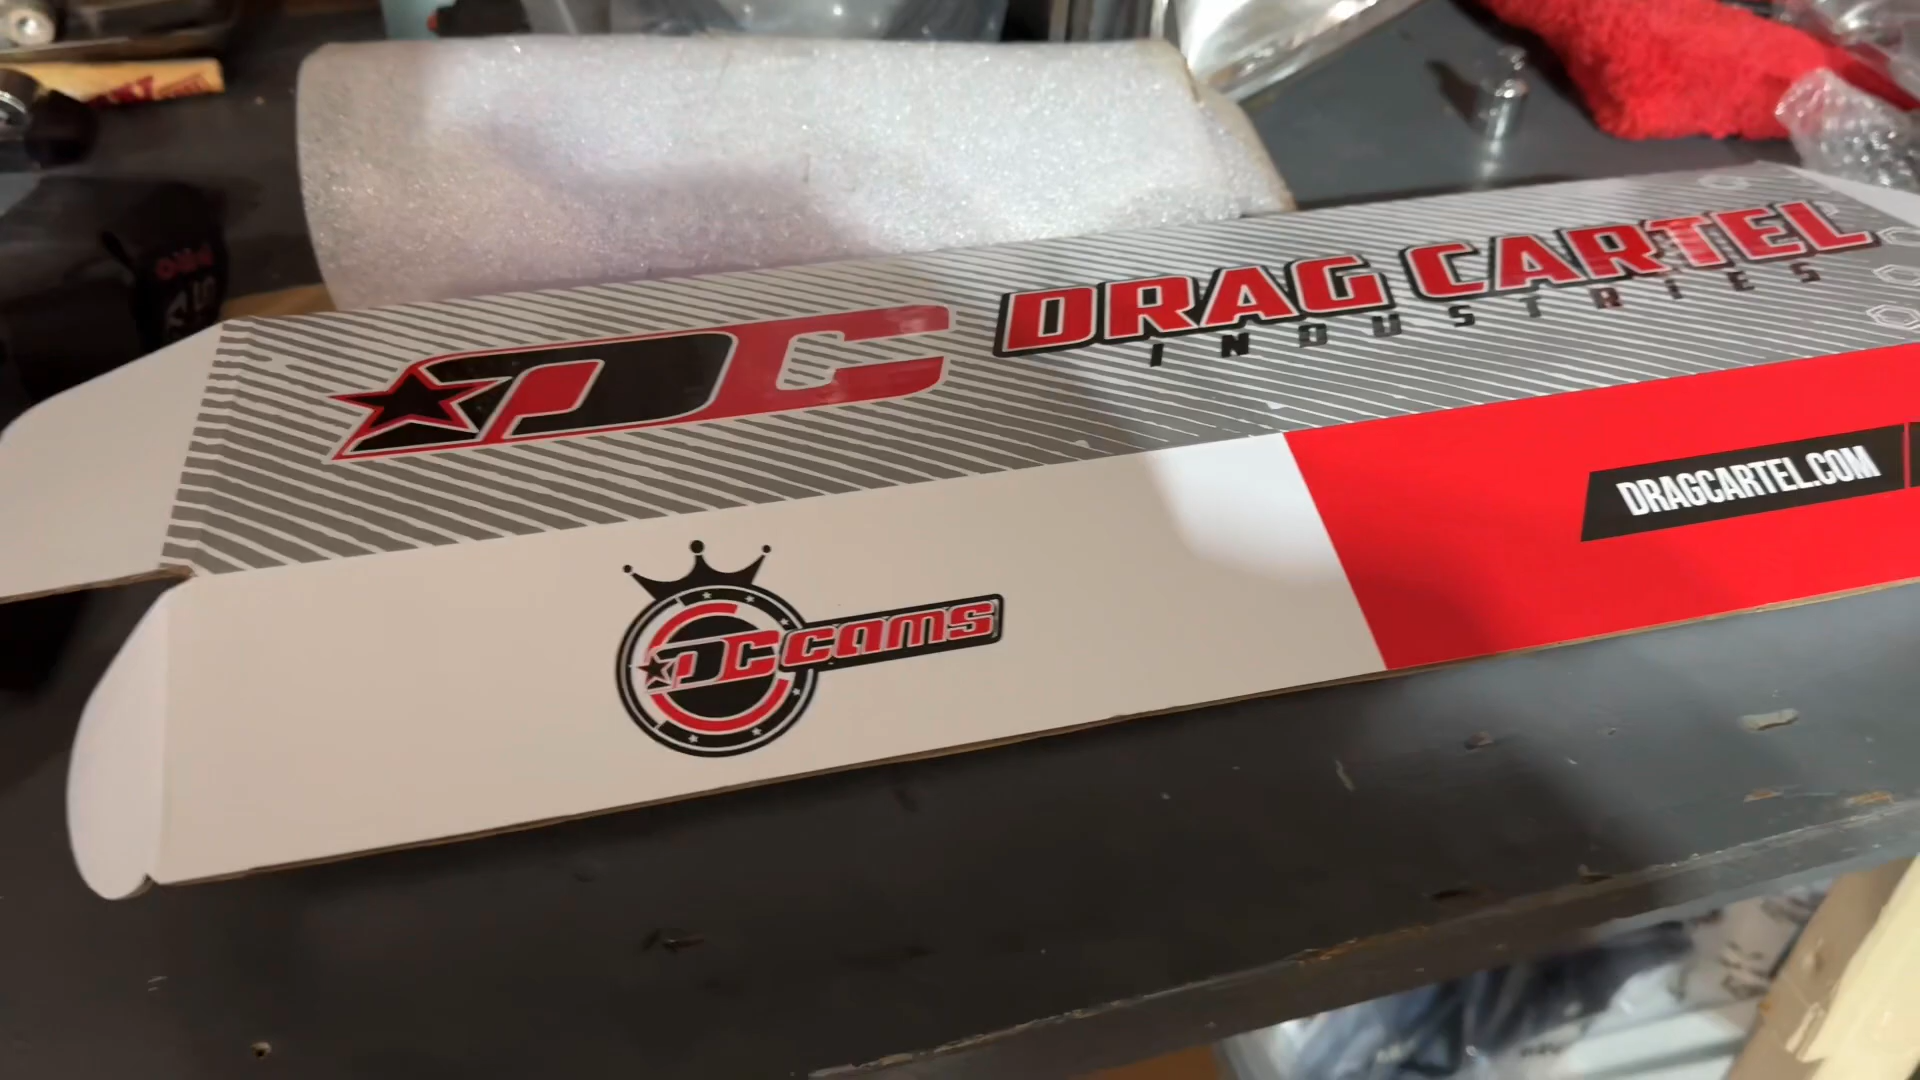 DC
DRAG CARTEL
INDUSTRIES
DRAGCARTEL.COM
DC cams